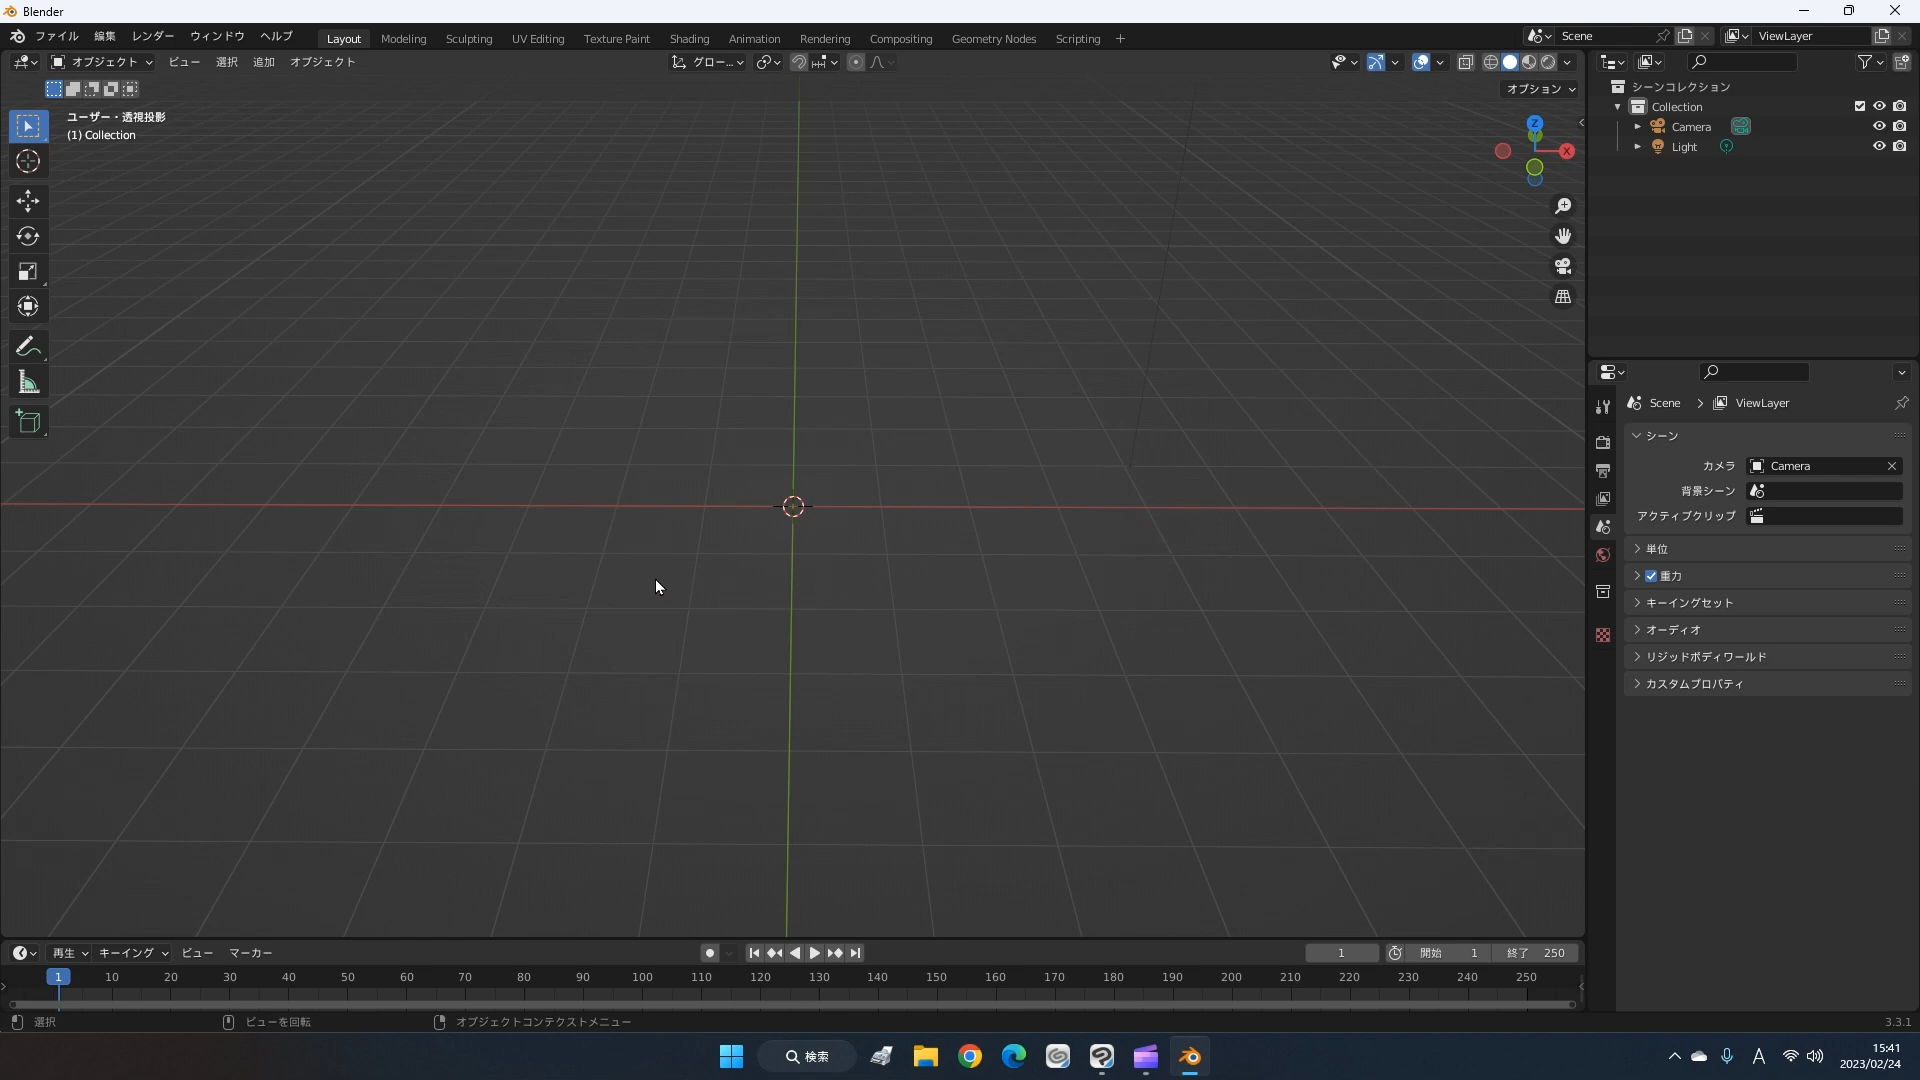 Blender
ファイル 編集 レンダー ウィンドウ ヘルプ Layout Modeling Sculpting UV Editing Texture Paint Shading Animation Rendering Compositing Geometry Nodes Scripting + Scene ViewLayer
オブジェクト ビュー 選択 追加 オブジェクト グロー...
オプション
ユーザー・透視投影
(1) Collection
Z
X
シーンコレクション
Collection
Camera
Light
Scene > ViewLayer
シーン
カメラ Camera
背景シーン
アクティブクリップ
単位
重力
キーイングセット
オーディオ
リジッドボディワールド
カスタムプロパティ
再生 キーイング ビュー マーカー 1 開始 1 終了 250
1 10 20 30 40 50 60 70 80 90 100 110 120 130 140 150 160 170 180 190 200 210 220 230 240 250
選択 ビューを回転 オブジェクトコンテクストメニュー 3.3.1
検索 A 15:41
2023/02/24